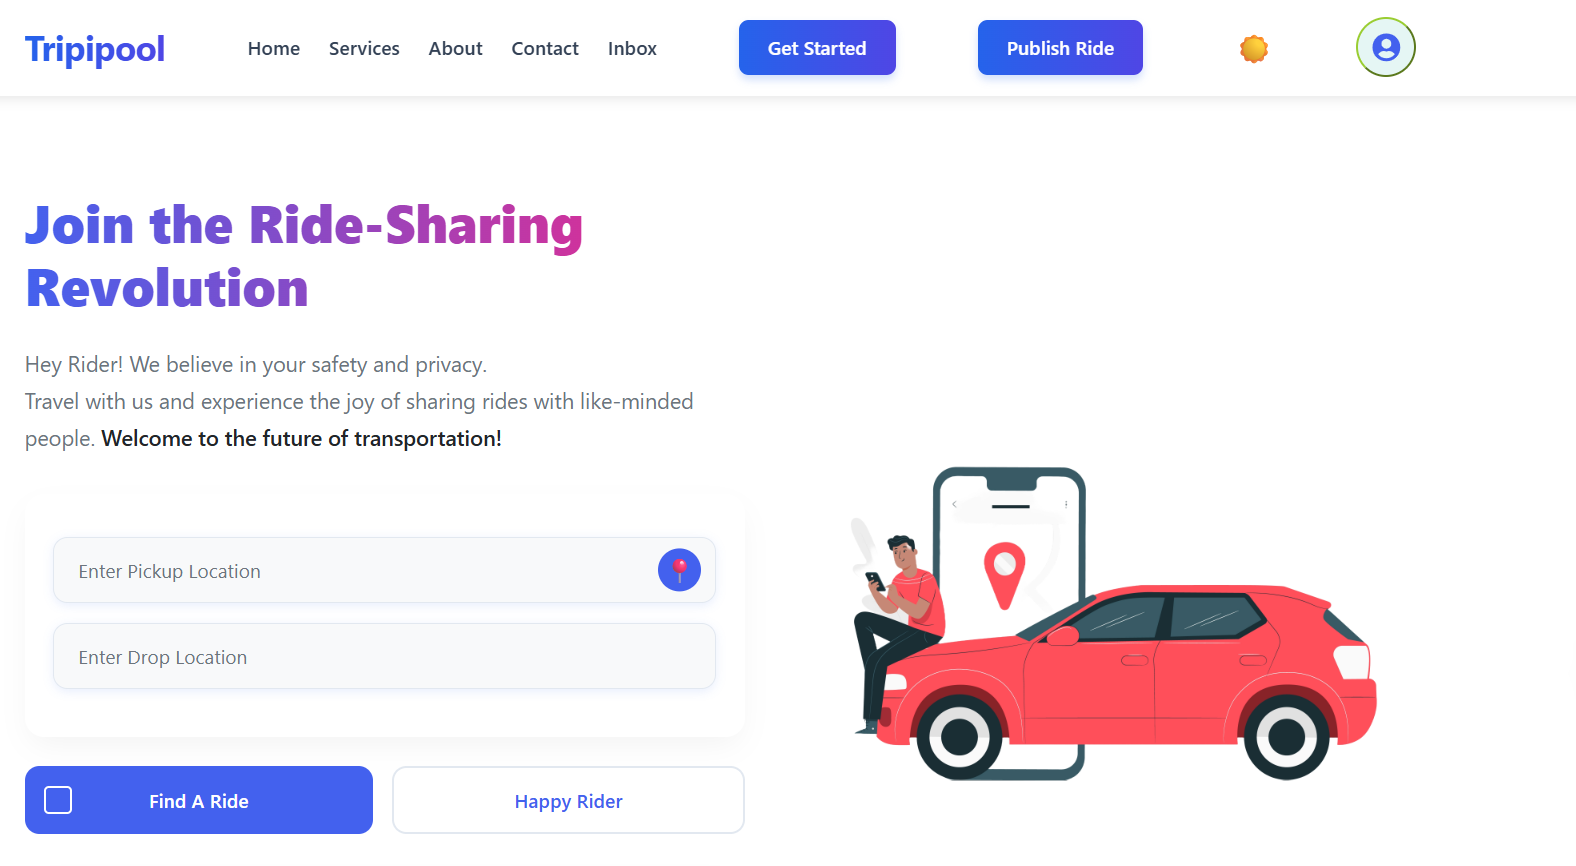 Tripipool
Home Services About Contact Inbox
Get Started
Publish Ride
Join the Ride-Sharing
Revolution
Hey Rider! We believe in your safety and privacy.
Travel with us and experience the joy of sharing rides with like-minded
people. Welcome to the future of transportation!
Enter Pickup Location
Enter Drop Location
Find A Ride
Happy Rider